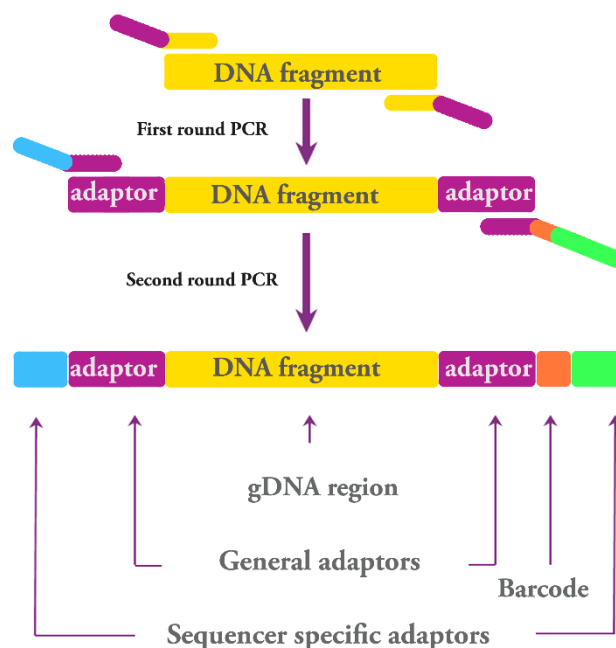 DNA fragment
First round PCR
adaptor DNA fragment adaptor
Second round PCR
adaptor DNA fragment adaptor
gDNA region
General adaptors
Barcode
Sequencer specific adaptors